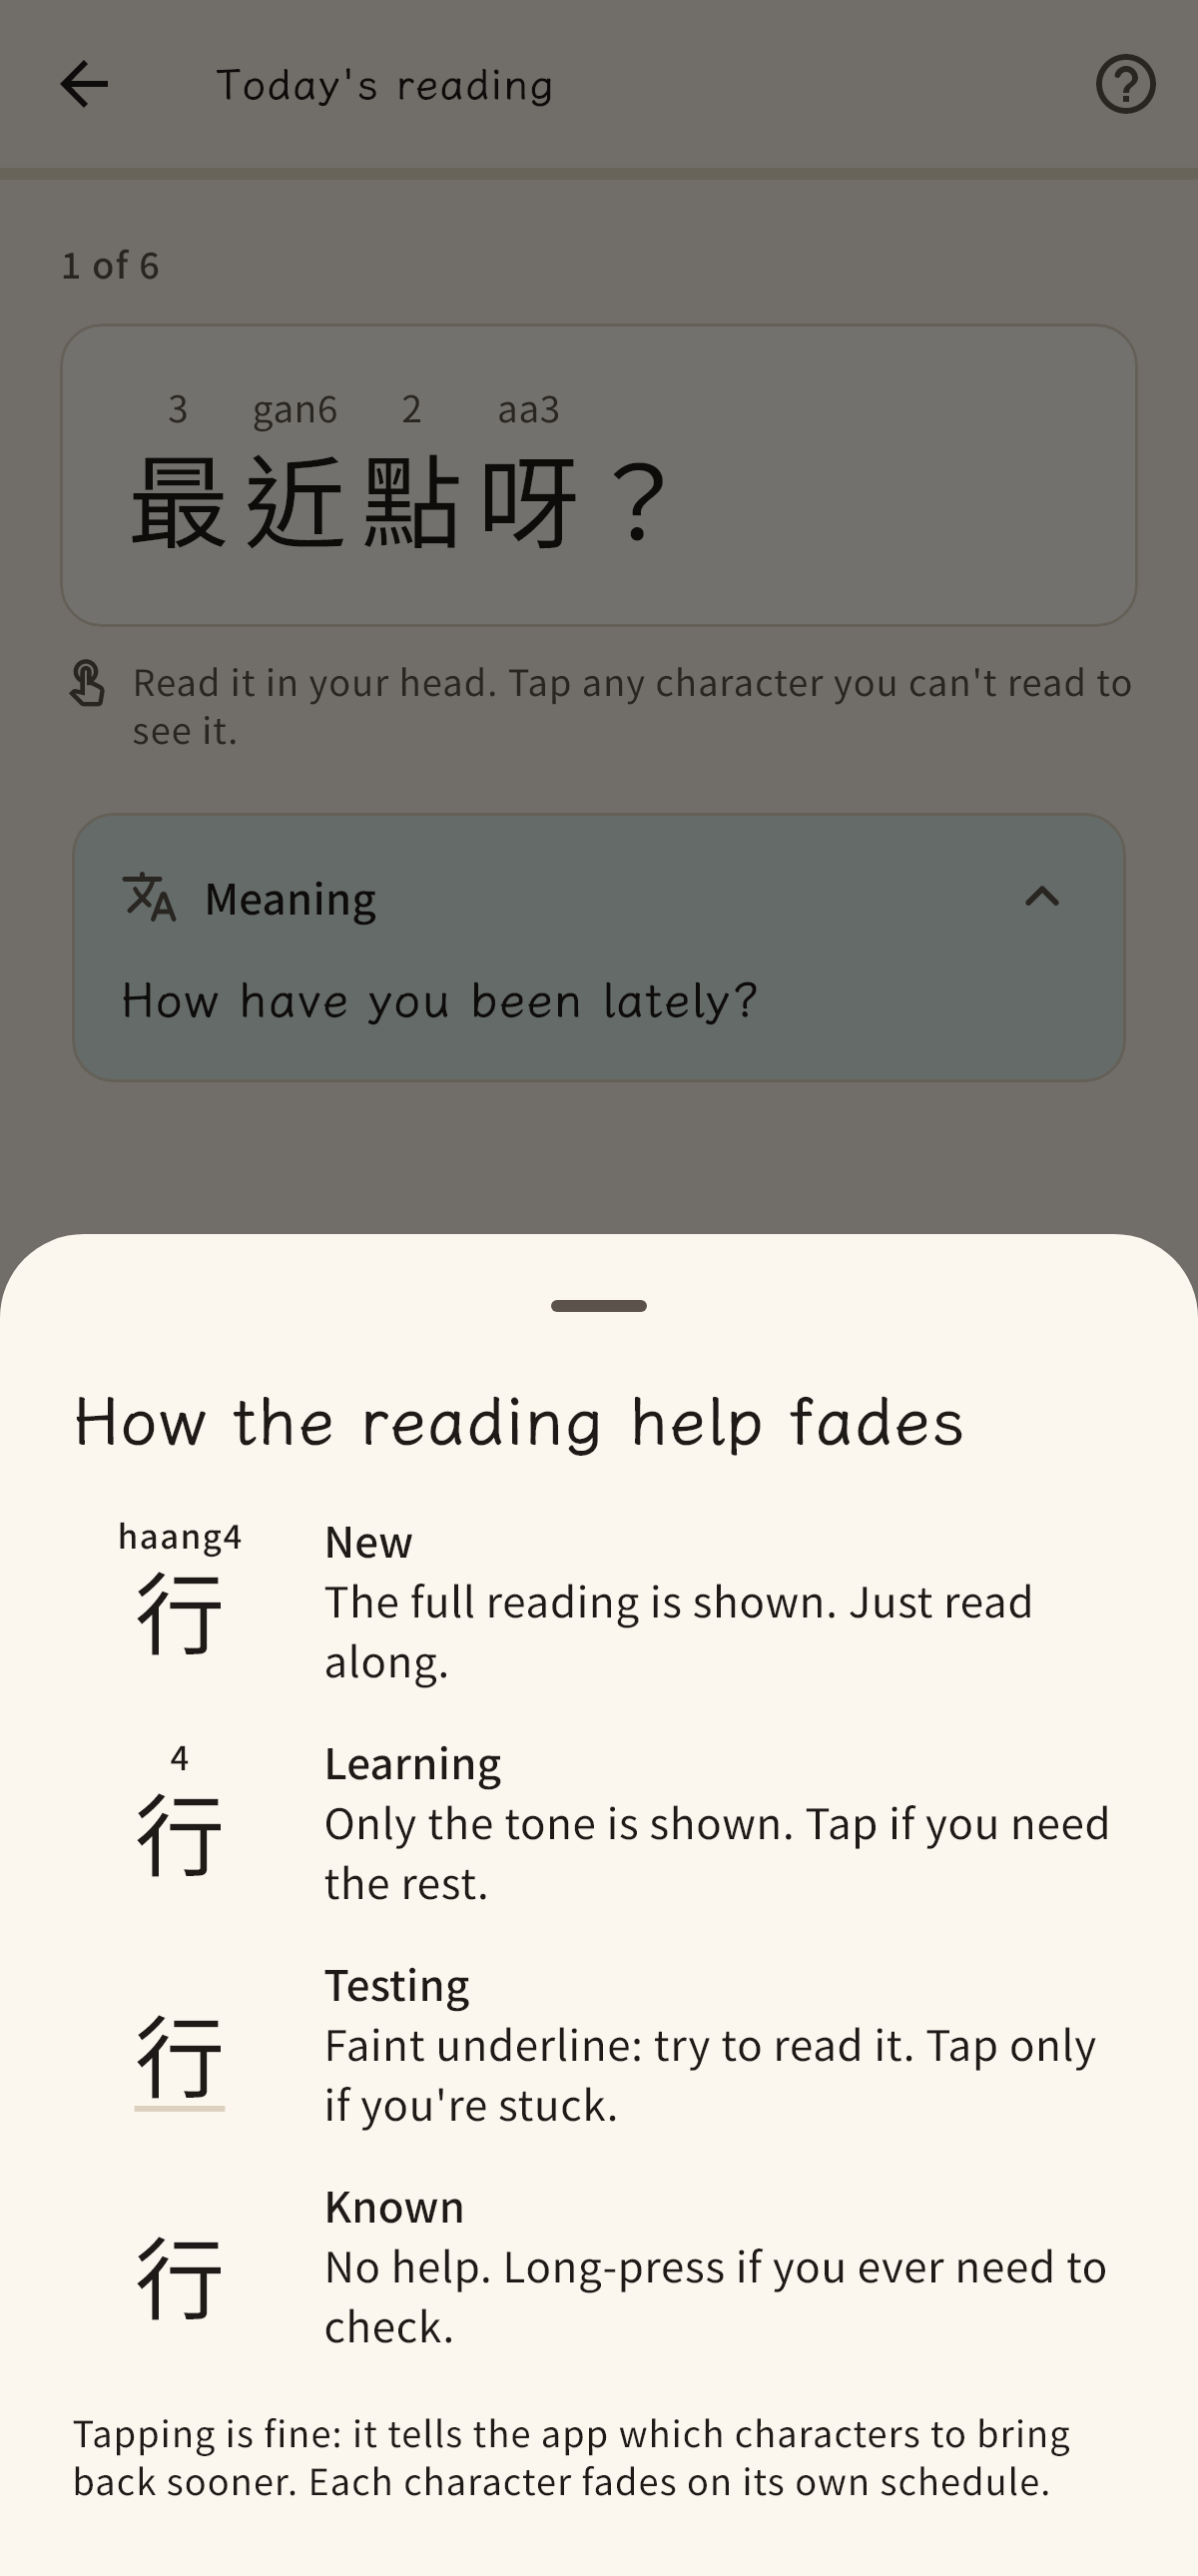 Today's reading
1 of 6
3 gan6 2 aa3
最近點呀？
Read it in your head. Tap any character you can't read to
see it.
Meaning
How have you been lately?
How the reading help fades
haang4
行
New
The full reading is shown. Just read
along.
4
行
Learning
Only the tone is shown. Tap if you need
the rest.
行
Testing
Faint underline: try to read it. Tap only
if you're stuck.
行
Known
No help. Long-press if you ever need to
check.
Tapping is fine: it tells the app which characters to bring
back sooner. Each character fades on its own schedule.